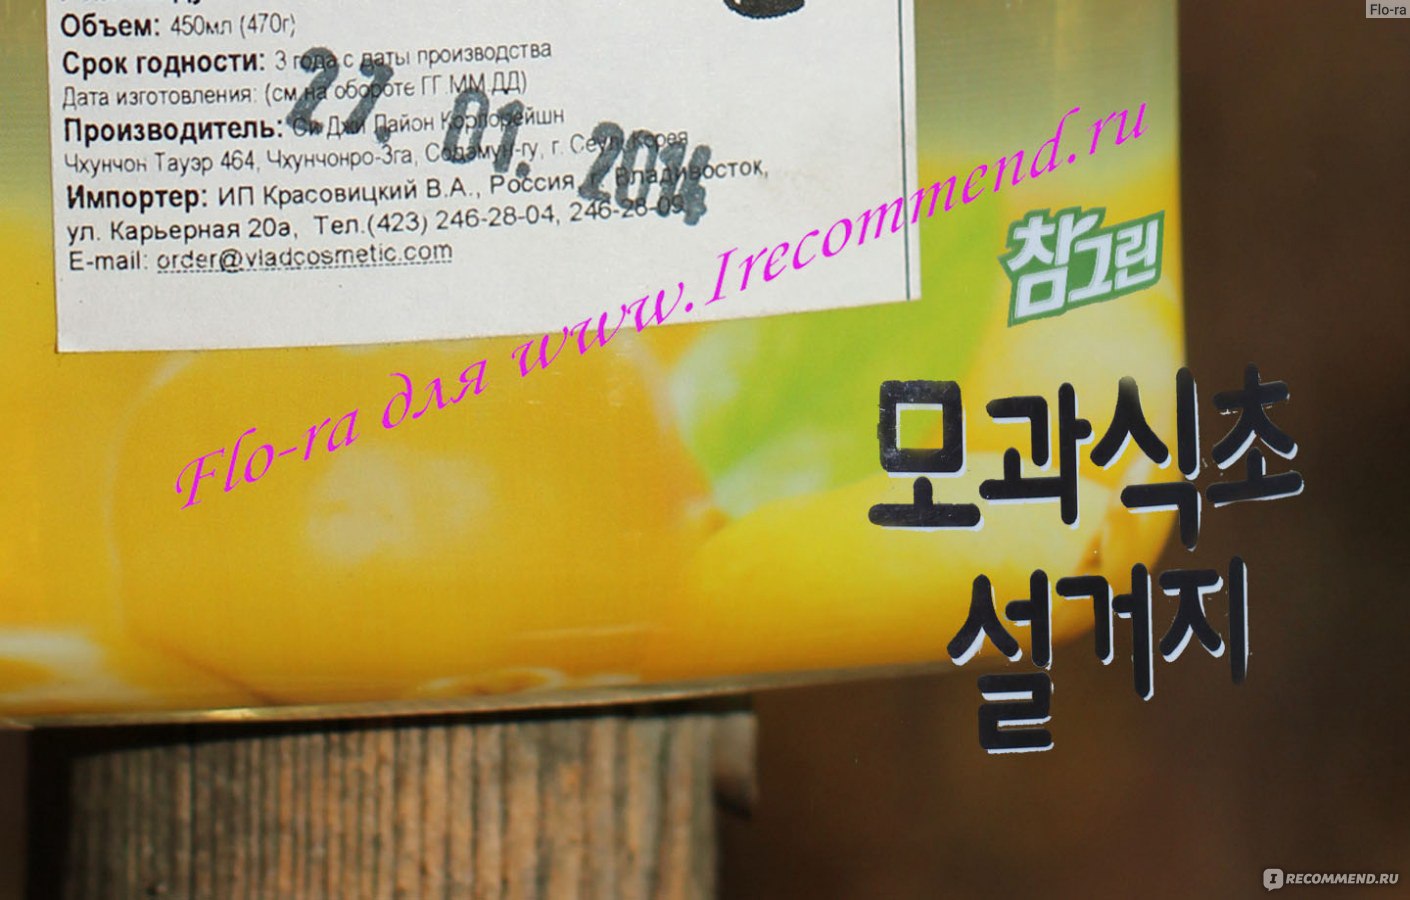 Flo-ra
Объем: 450мл (470г)
Срок годности: 3 года с даты производства
Дата изготовления: (см на обороте ГГ.ММ.ДД)
Производитель: Си Джи Лайон Корпорейшн
Чхунчон Тауэр 464, Чхунчонро-3га, Содэмун-гу, г. Сеул, Корея
Импортер: ИП Красовицкий В.А., Россия, г. Владивосток,
ул. Карьерная 20а, Тел.(423) 246-28-04, 246-28-09,
E-mail: order@vladcosmetic.com
27.01.2014
Flo-ra для www.Irecommend.ru
참그린
모과식초
설거지
IRECOMMEND.RU